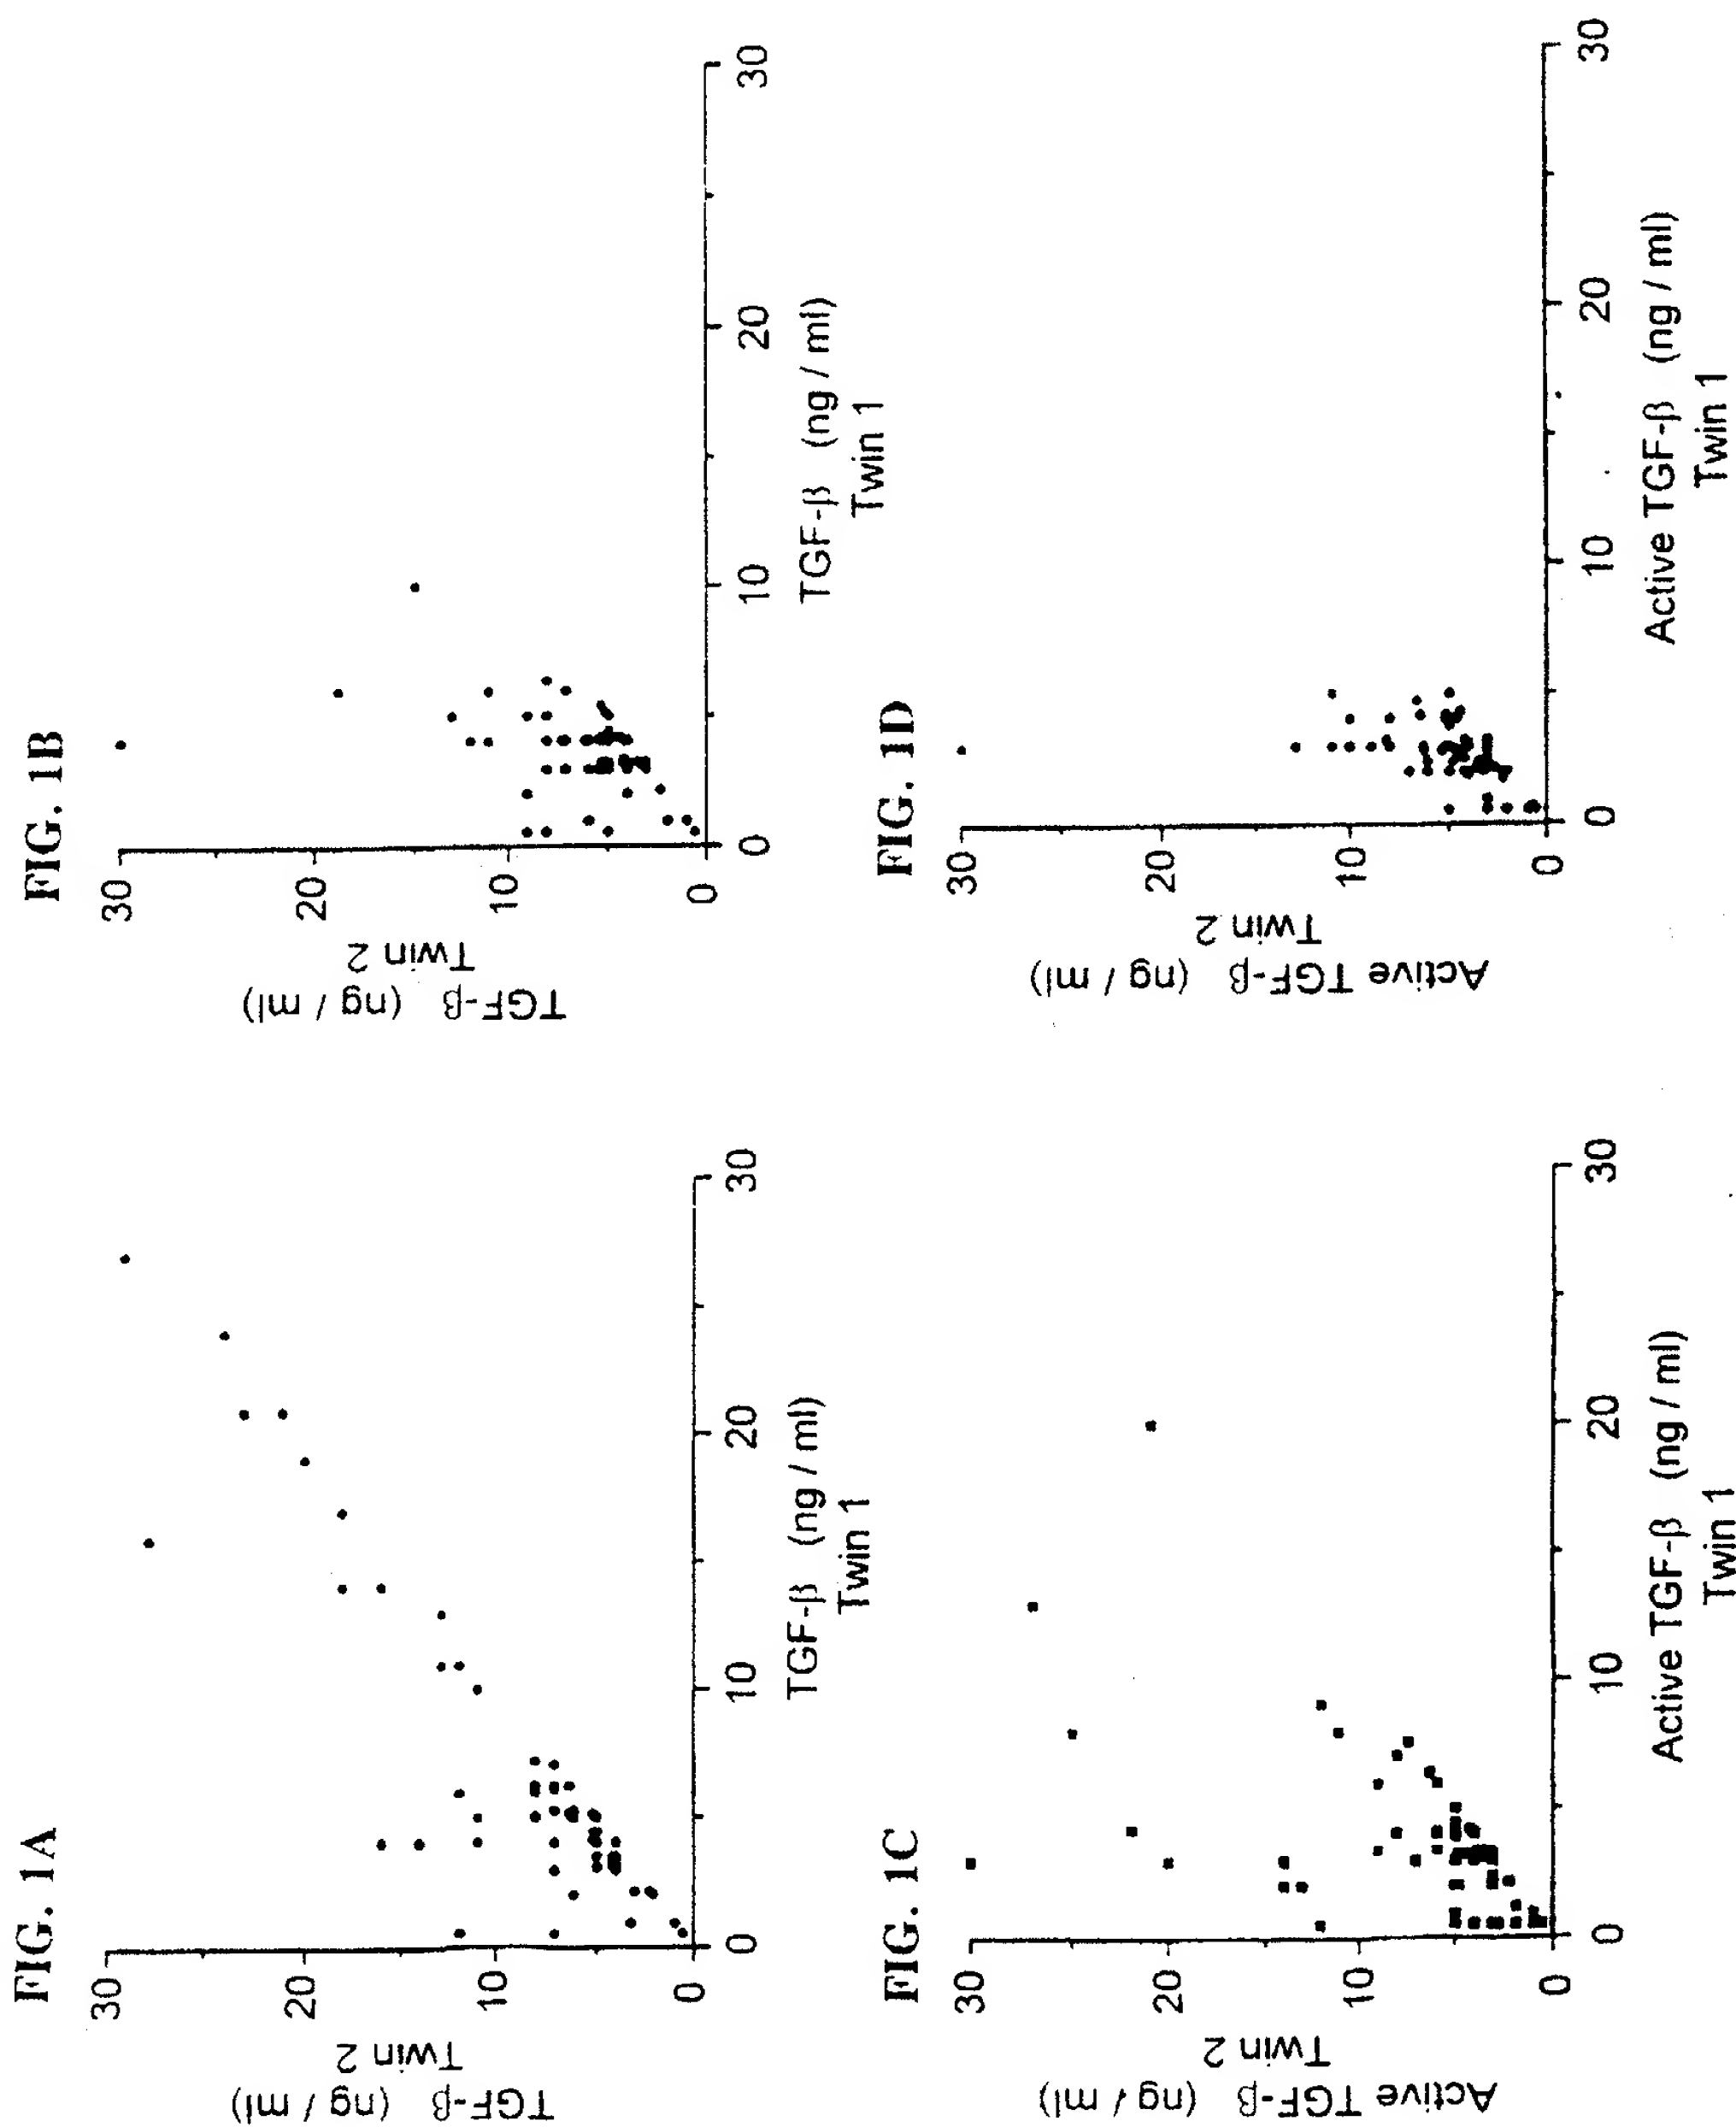 FIG. 1A
30
20
10
0
TGF-β (ng / ml)
Twin 2
0
10
20
30
TGF-β (ng / ml)
Twin 1
FIG. 1B
30
20
10
0
TGF-β (ng / ml)
Twin 2
0
10
20
30
TGF-β (ng / ml)
Twin 1
FIG. 1C
30
20
10
0
Active TGF-β (ng / ml)
Twin 2
0
10
20
30
Active TGF-β (ng / ml)
Twin 1
FIG. 1D
30
20
10
0
Active TGF-β (ng / ml)
Twin 2
0
10
20
30
Active TGF-β (ng / ml)
Twin 1